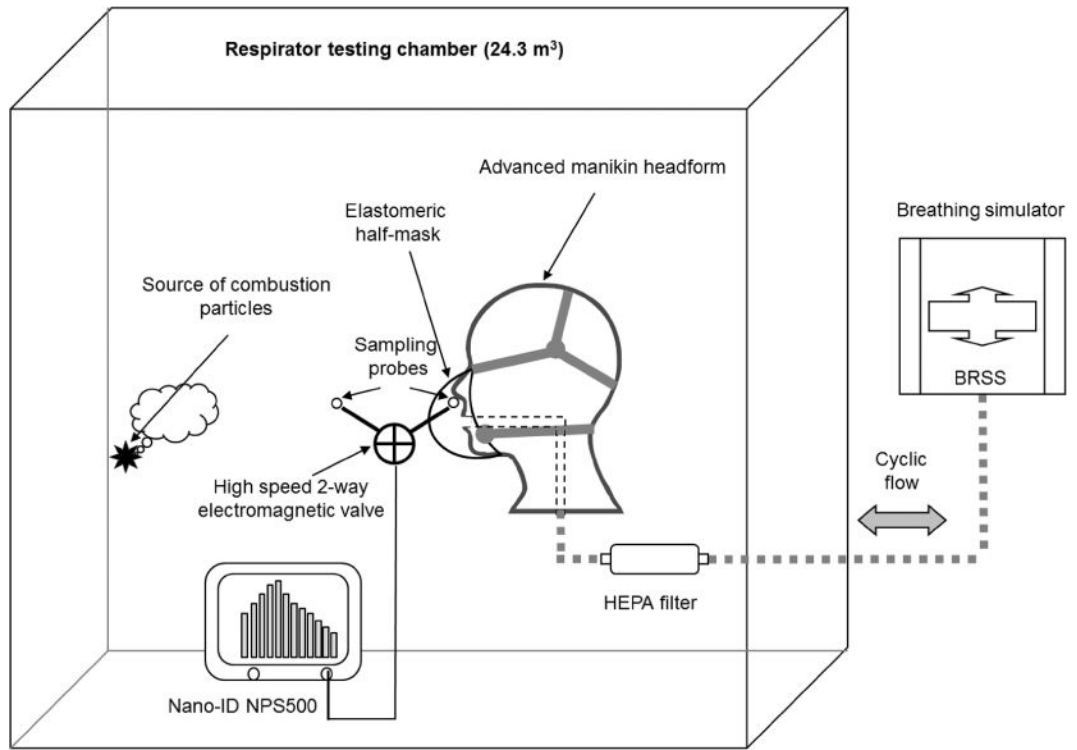 Respirator testing chamber (24.3 m³)
Advanced manikin headform
Elastomeric
half-mask
Breathing simulator
Source of combustion
particles
Sampling
probes
BRSS
High speed 2-way
electromagnetic valve
Cyclic
flow
HEPA filter
Nano-ID NPS500